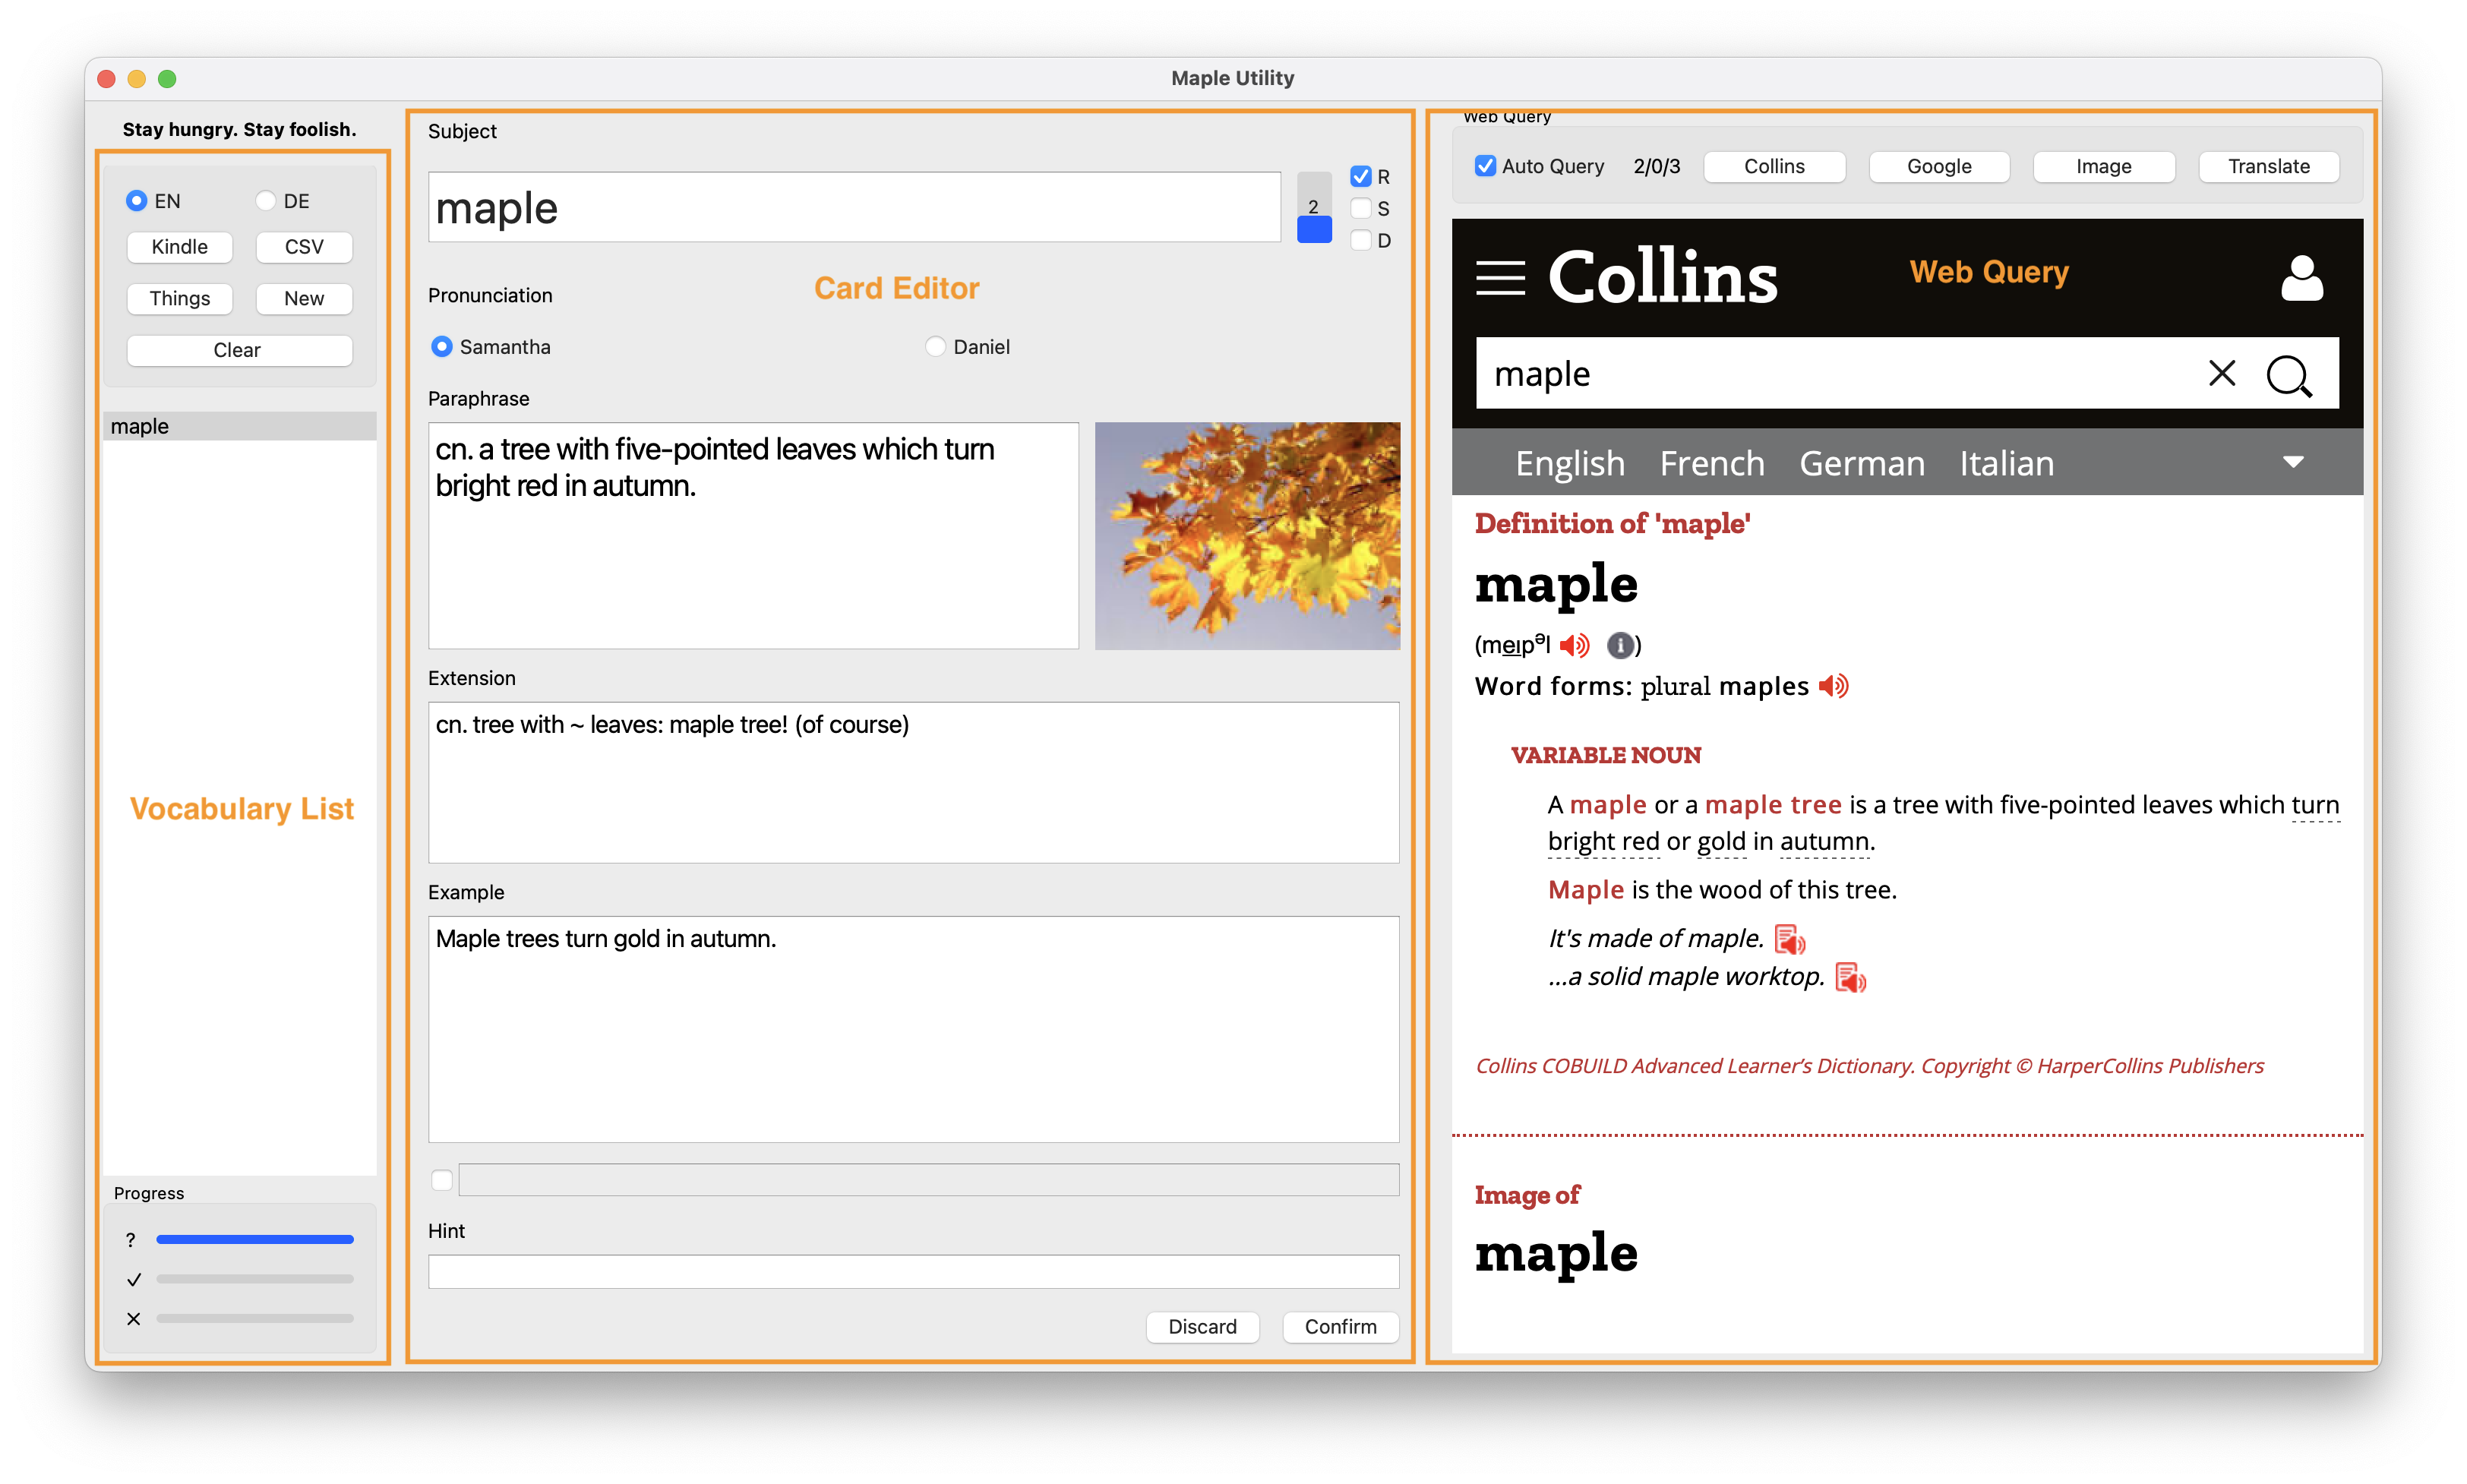 Maple Utility
Stay hungry. Stay foolish.
EN
DE
Kindle
CSV
Things
New
Clear
maple
Vocabulary List
Progress
?
Subject
maple
2
R
S
D
Pronunciation
Card Editor
Samantha
Daniel
Paraphrase
cn. a tree with five-pointed leaves which turn
bright red in autumn.
Extension
cn. tree with ~ leaves: maple tree! (of course)
Example
Maple trees turn gold in autumn.
Hint
Discard
Confirm
Web Query
Auto Query
2/0/3
Collins
Google
Image
Translate
Collins
Web Query
maple
English French German Italian
Definition of 'maple'
maple
(meɪpᵊl i)
Word forms: plural maples
VARIABLE NOUN
A maple or a maple tree is a tree with five-pointed leaves which turn
bright red or gold in autumn.
Maple is the wood of this tree.
It's made of maple.
...a solid maple worktop.
Collins COBUILD Advanced Learner’s Dictionary. Copyright © HarperCollins Publishers
Image of
maple